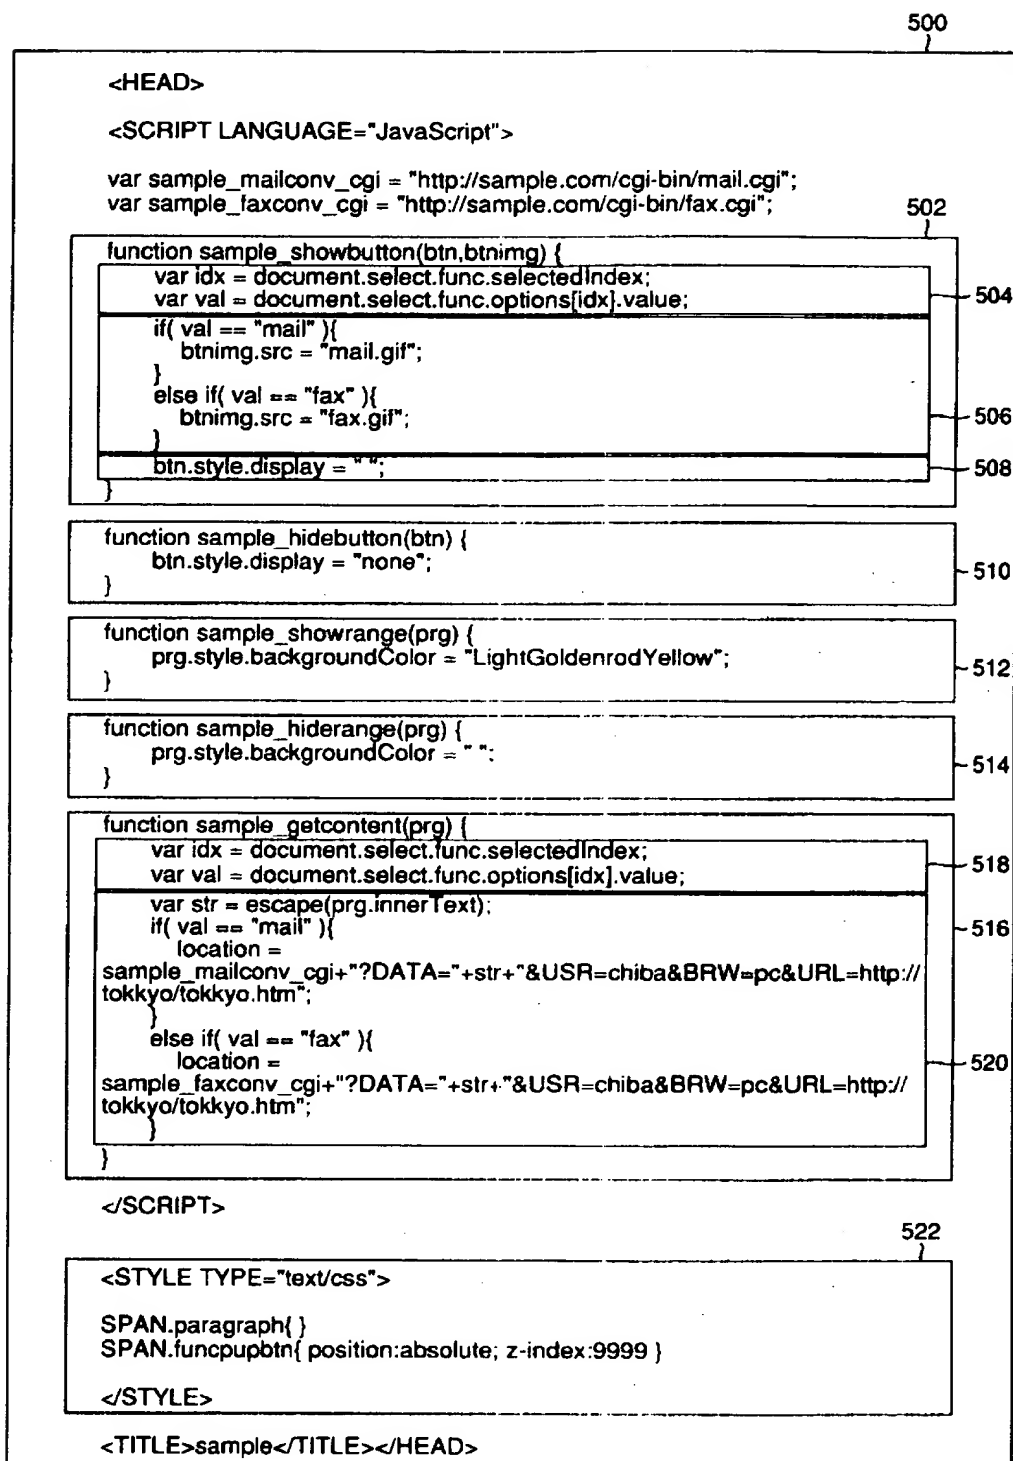 500
<HEAD>
<SCRIPT LANGUAGE="JavaScript">
var sample_mailconv_cgi = "http://sample.com/cgi-bin/mail.cgi";
var sample_faxconv_cgi = "http://sample.com/cgi-bin/fax.cgi";
502
function sample_showbutton(btn,btnimg) {
var idx = document.select.func.selectedIndex;
var val = document.select.func.options[idx].value;
504
if( val == "mail" ){
btnimg.src = "mail.gif";
}
else if( val == "fax" ){
btnimg.src = "fax.gif";
506
}
btn.style.display = " ";
508
}
function sample_hidebutton(btn) {
btn.style.display = "none";
510
}
function sample_showrange(prg) {
prg.style.backgroundColor = "LightGoldenrodYellow";
512
}
function sample_hiderange(prg) {
prg.style.backgroundColor = " ";
514
}
function sample_getcontent(prg) {
var idx = document.select.func.selectedIndex;
518
var val = document.select.func.options[idx].value;
var str = escape(prg.innerText);
516
if( val == "mail" ){
location =
sample_mailconv_cgi+"?DATA="+str+"&USR=chiba&BRW=pc&URL=http://
tokkyo/tokkyo.htm";
}
else if( val == "fax" ){
location =
520
sample_faxconv_cgi+"?DATA="+str+"&USR=chiba&BRW=pc&URL=http://
tokkyo/tokkyo.htm";
}
}
</SCRIPT>
522
<STYLE TYPE="text/css">
SPAN.paragraph{ }
SPAN.funcpupbtn{ position:absolute; z-index:9999 }
</STYLE>
<TITLE>sample</TITLE></HEAD>